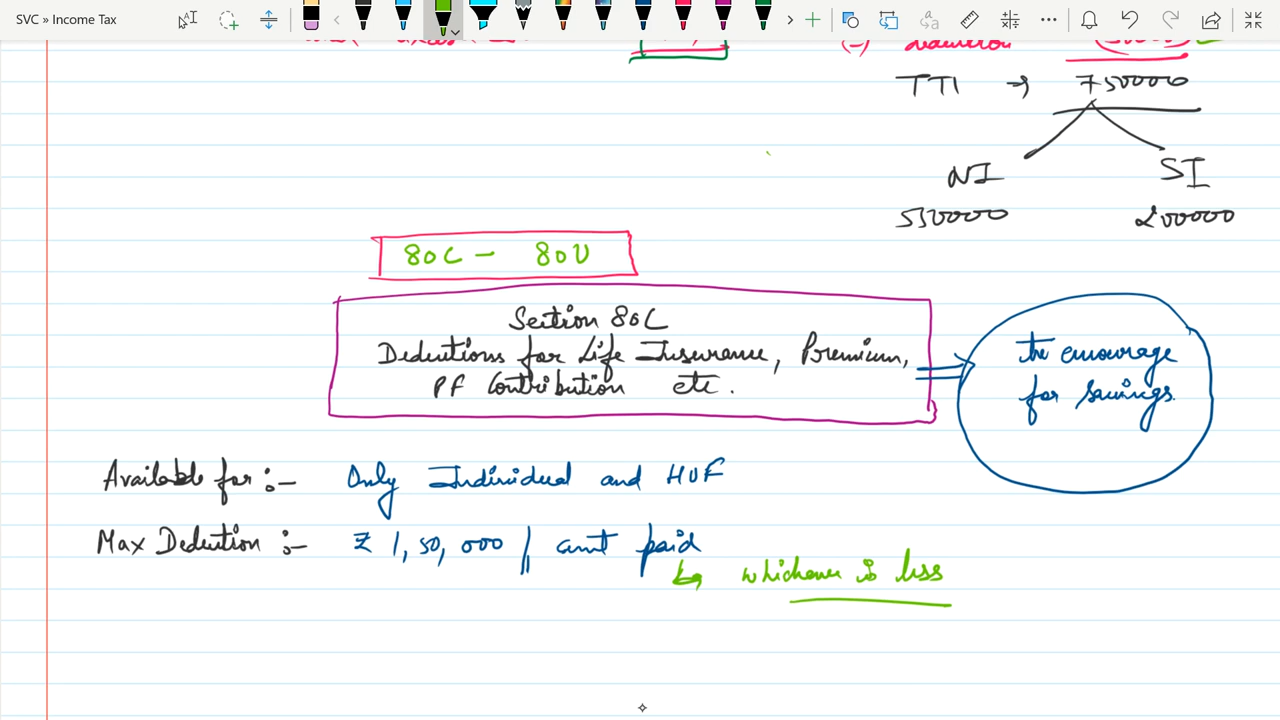 SVC » Income Tax
(-)
TTI → 750000
NI SI
550000 200000
80C - 80U
Section 80C
Deductions for Life Insurance, Premium,
PF Contribution etc.
the encourage
for savings.
Available for :- Only Individual and HUF
Max Deduction :- ₹ 1,50,000 / amt paid
↳ whichever is less